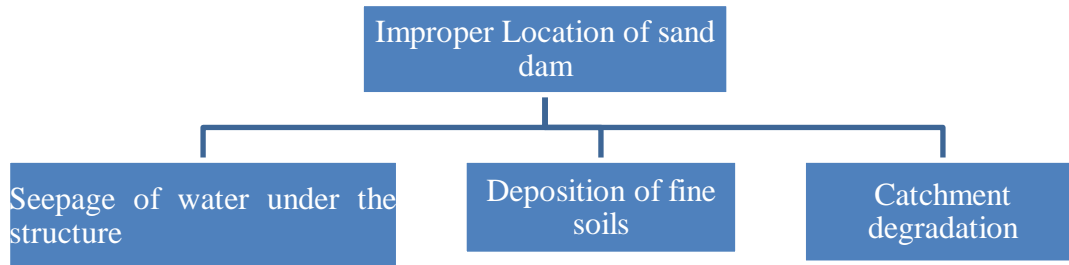 Improper Location of sand
dam
Seepage of water under the
structure
Deposition of fine
soils
Catchment
degradation